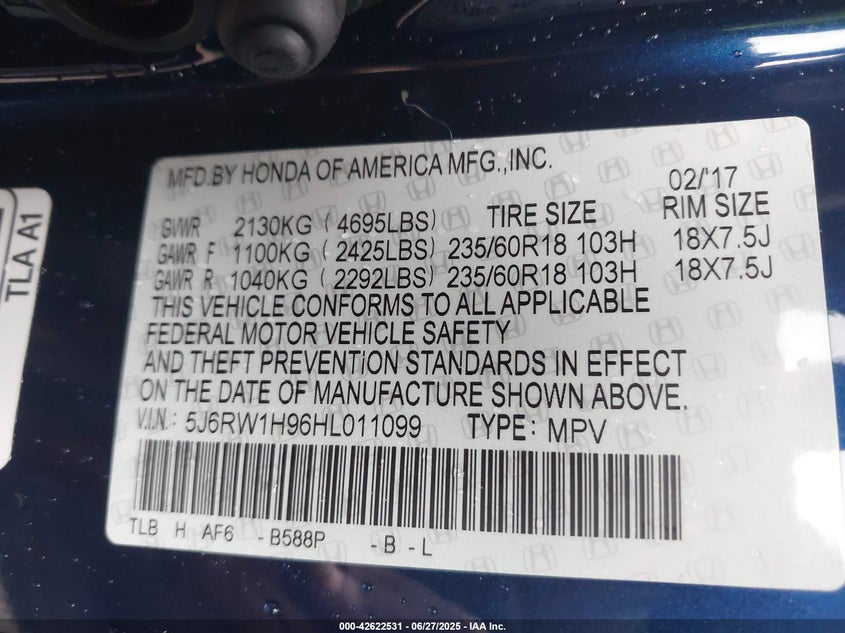 MFD.BY HONDA OF AMERICA MFG.,INC. 02/'17
GVWR 2130KG (4695LBS) TIRE SIZE RIM SIZE
GAWR F 1100KG (2425LBS) 235/60R18 103H 18X7.5J
GAWR R 1040KG (2292LBS) 235/60R18 103H 18X7.5J
THIS VEHICLE CONFORMS TO ALL APPLICABLE
FEDERAL MOTOR VEHICLE SAFETY
AND THEFT PREVENTION STANDARDS IN EFFECT
ON THE DATE OF MANUFACTURE SHOWN ABOVE.
V.I.N.: 5J6RW1H96HL011099 TYPE: MPV
TLB H AF6 - B588P - B - L
TLA A1
000-42622531 - 06/27/2025 - IAA Inc.